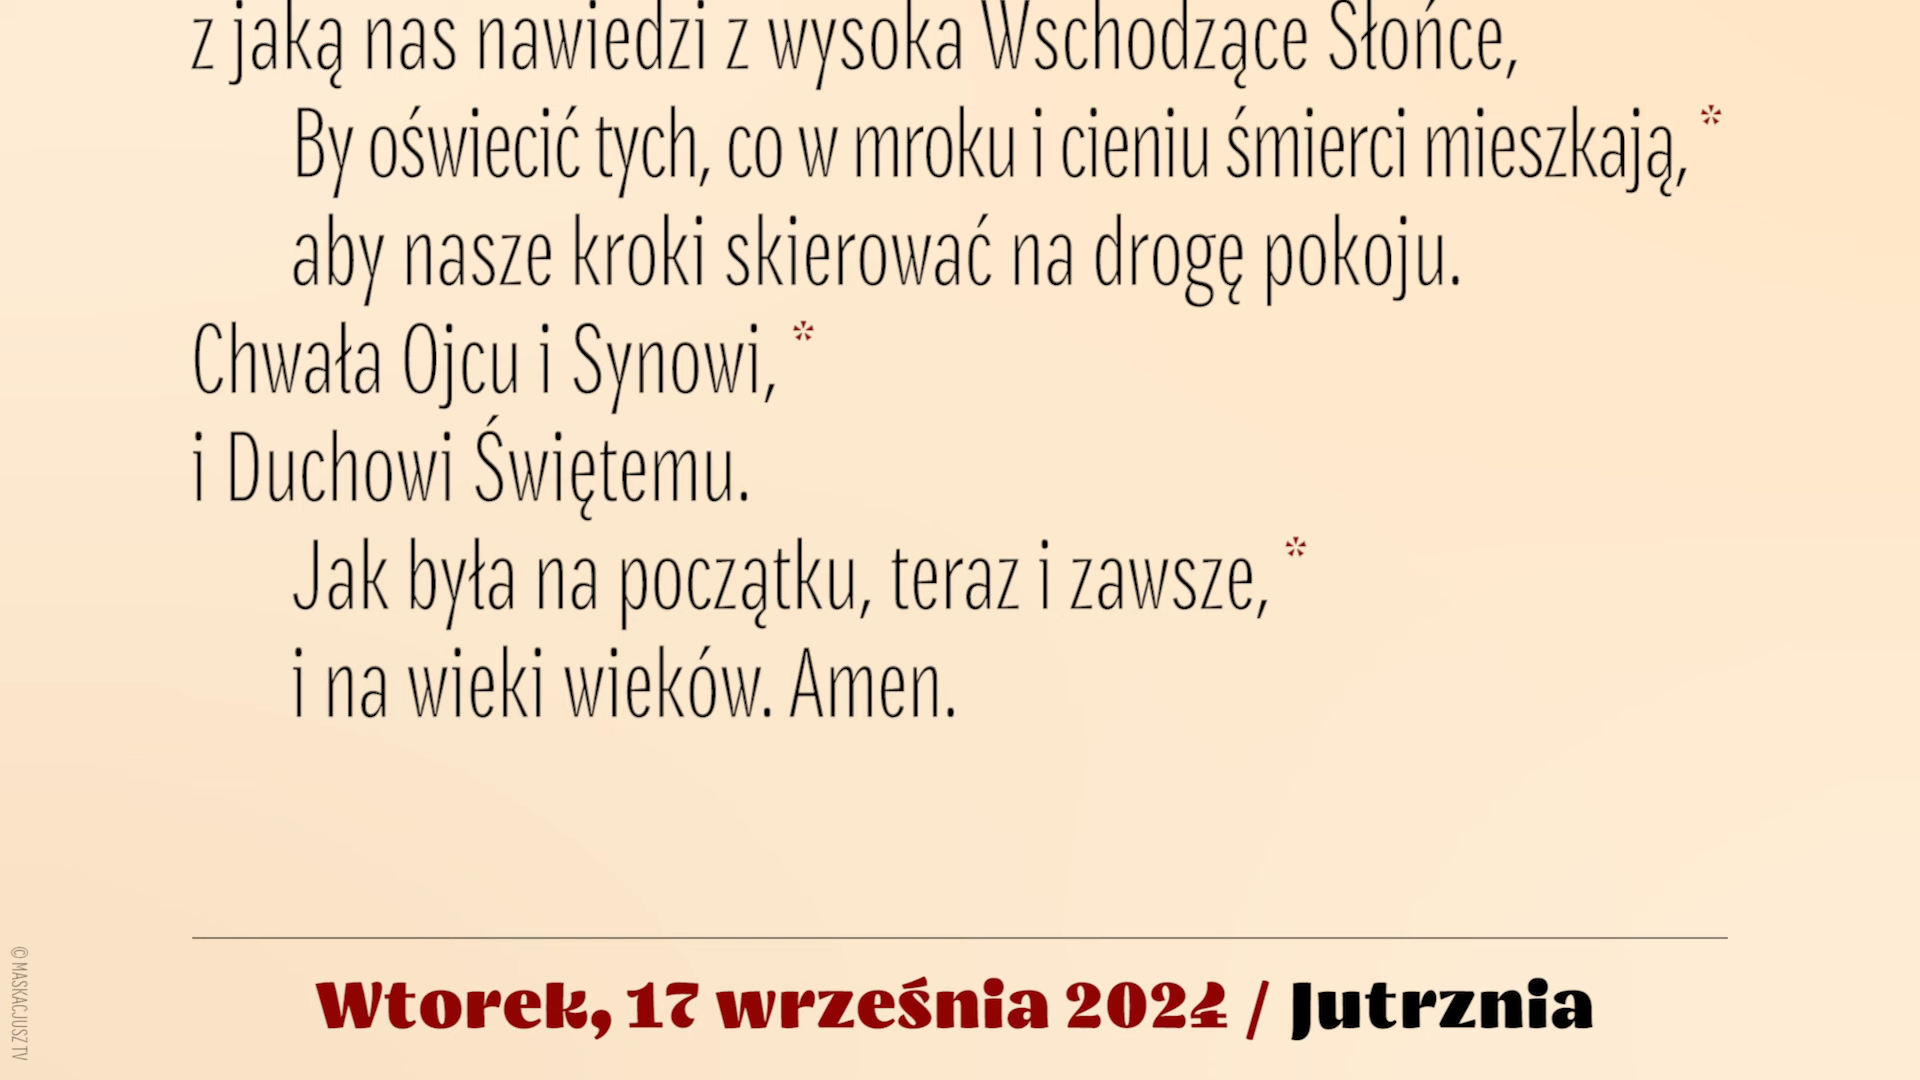 z jaką nas nawiedzi z wysoka Wschodzące Słońce,
By oświecić tych, co w mroku i cieniu śmierci mieszkają, *
aby nasze kroki skierować na drogę pokoju.
Chwała Ojcu i Synowi, *
i Duchowi Świętemu.
Jak była na początku, teraz i zawsze, *
i na wieki wieków. Amen.
Wtorek, 17 września 2024 / Jutrznia
© MASKACJUSZ TV